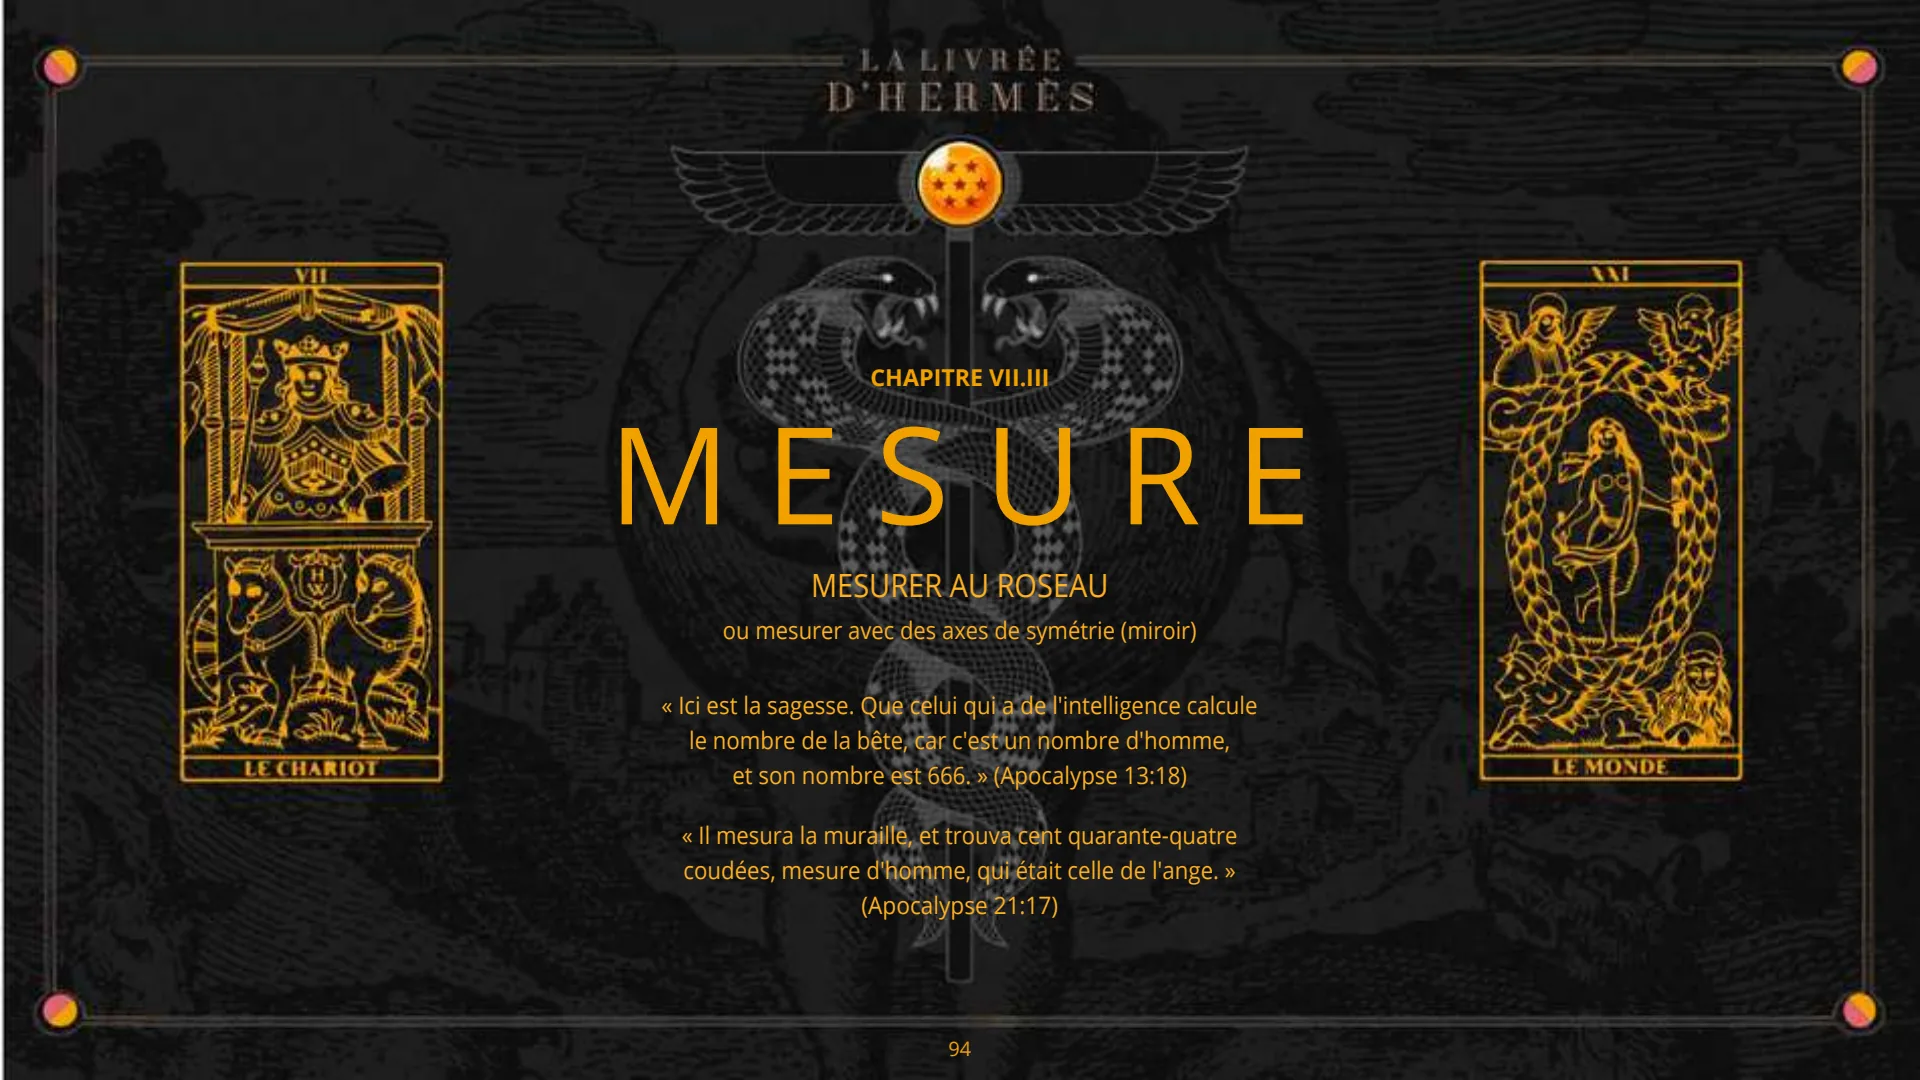 LA LIVRÉE
D'HERMÈS
VII
XXI
CHAPITRE VII.III
MESURE
H
W
MESURER AU ROSEAU
ou mesurer avec des axes de symétrie (miroir)
« Ici est la sagesse. Que celui qui a de l'intelligence calcule
le nombre de la bête, car c'est un nombre d'homme,
et son nombre est 666. » (Apocalypse 13:18)
LE CHARIOT
LE MONDE
« Il mesura la muraille, et trouva cent quarante-quatre
coudées, mesure d'homme, qui était celle de l'ange. »
(Apocalypse 21:17)
94